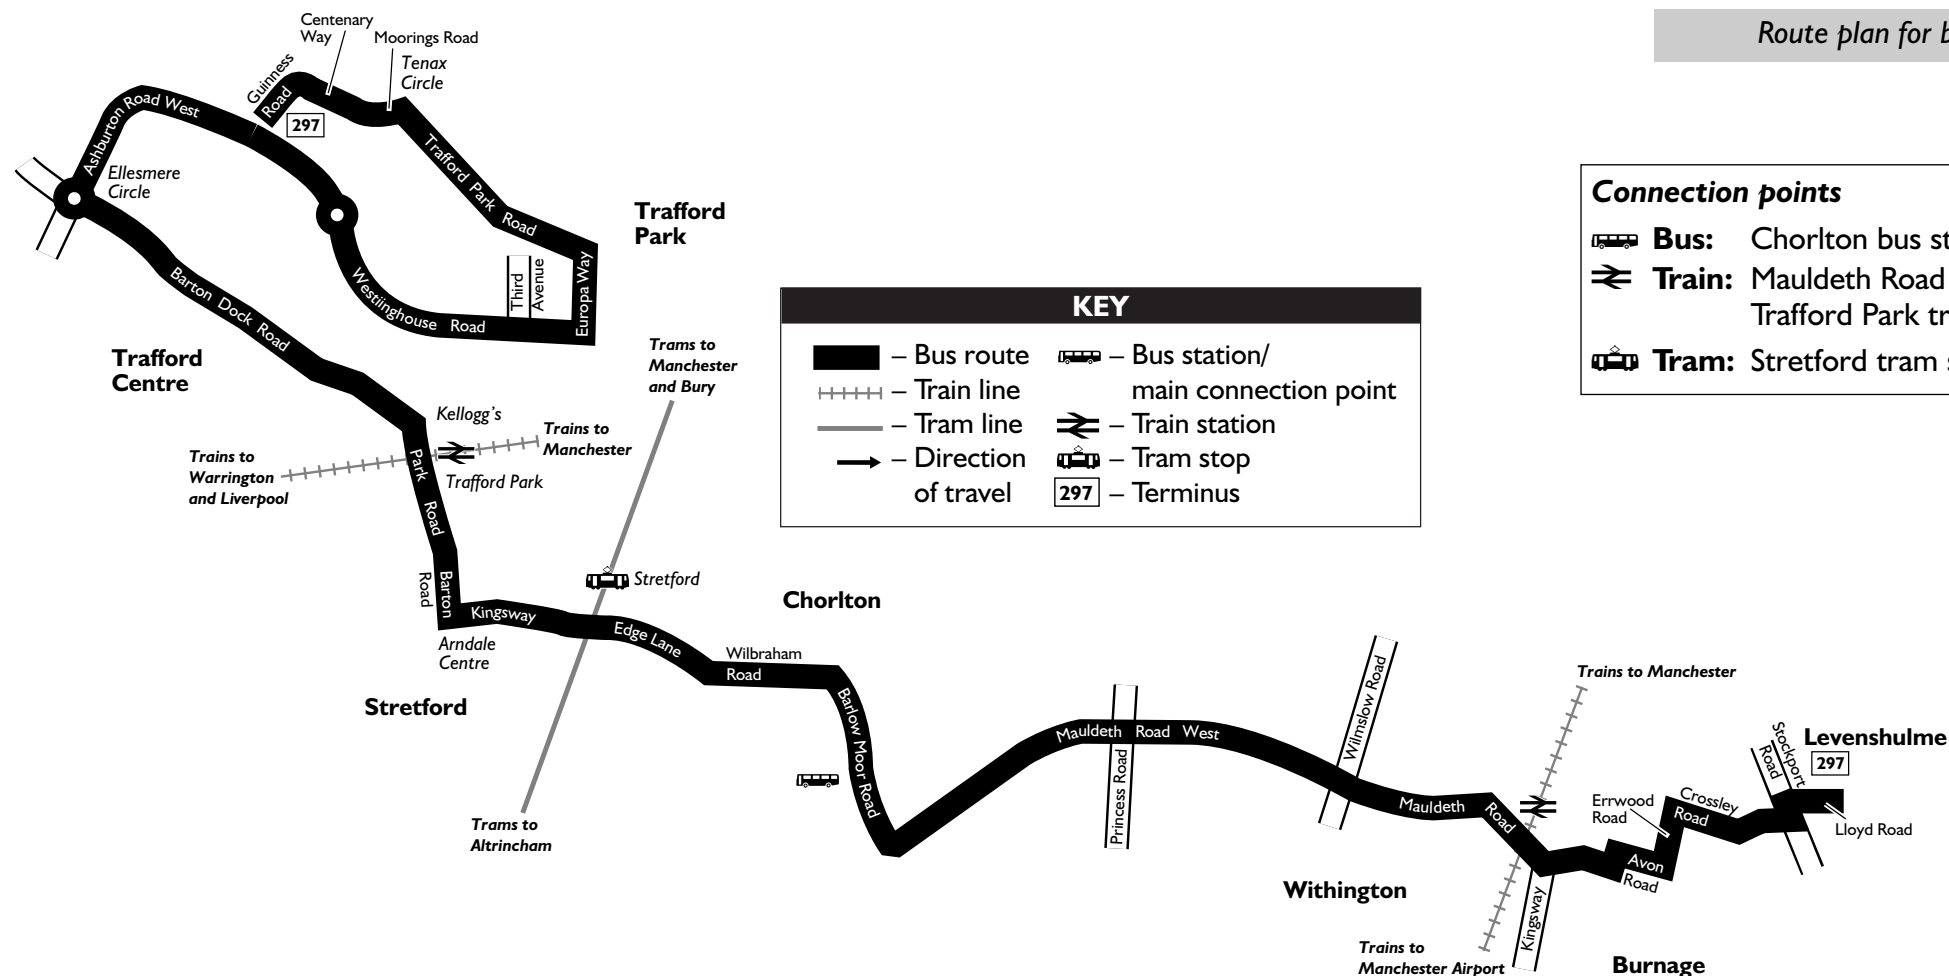 Route plan for b
Centenary
Way
Moorings Road
Tenax
Circle
Guinness
Road
297
Ashburton Road West
Ellesmere
Circle
Trafford Park Road
Trafford
Park
Third
Avenue
Europa Way
Westiinghouse Road
Barton Dock Road
Trafford
Centre
Trams to
Manchester
and Bury
Kellogg's
Trains to
Manchester
Trains to
Warrington
and Liverpool
Trafford Park
Park Road
Barton
Road
Kingsway
Arndale
Centre
Stretford
Stretford
Edge Lane
Trams to
Altrincham
Chorlton
Wilbraham
Road
Barlow Moor Road
Mauldeth Road West
Princess Road
Wilmslow Road
Mauldeth Road
Withington
Trains to Manchester
Trains to
Manchester Airport
Kingsway
Burnage
Avon
Road
Errwood
Road
Crossley
Road
Stockport
Road
Levenshulme
297
Lloyd Road
KEY
– Bus route
– Train line
– Tram line
– Direction
of travel
– Bus station/
main connection point
– Train station
– Tram stop
297 – Terminus
Connection points
Bus: Chorlton bus st
Train: Mauldeth Road
Trafford Park tr
Tram: Stretford tram s